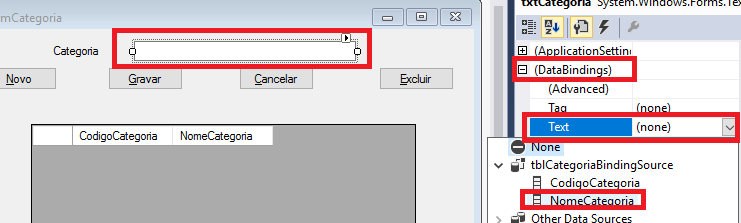 mCategoria
Categoria
Novo
Gravar
Cancelar
Excluir
CodigoCategoria NomeCategoria
txtCategoria System.Windows.Forms.Text
(ApplicationSettin
(DataBindings)
(Advanced)
Tag (none)
Text (none)
None
tblCategoriaBindingSource
CodigoCategoria
NomeCategoria
Other Data Sources